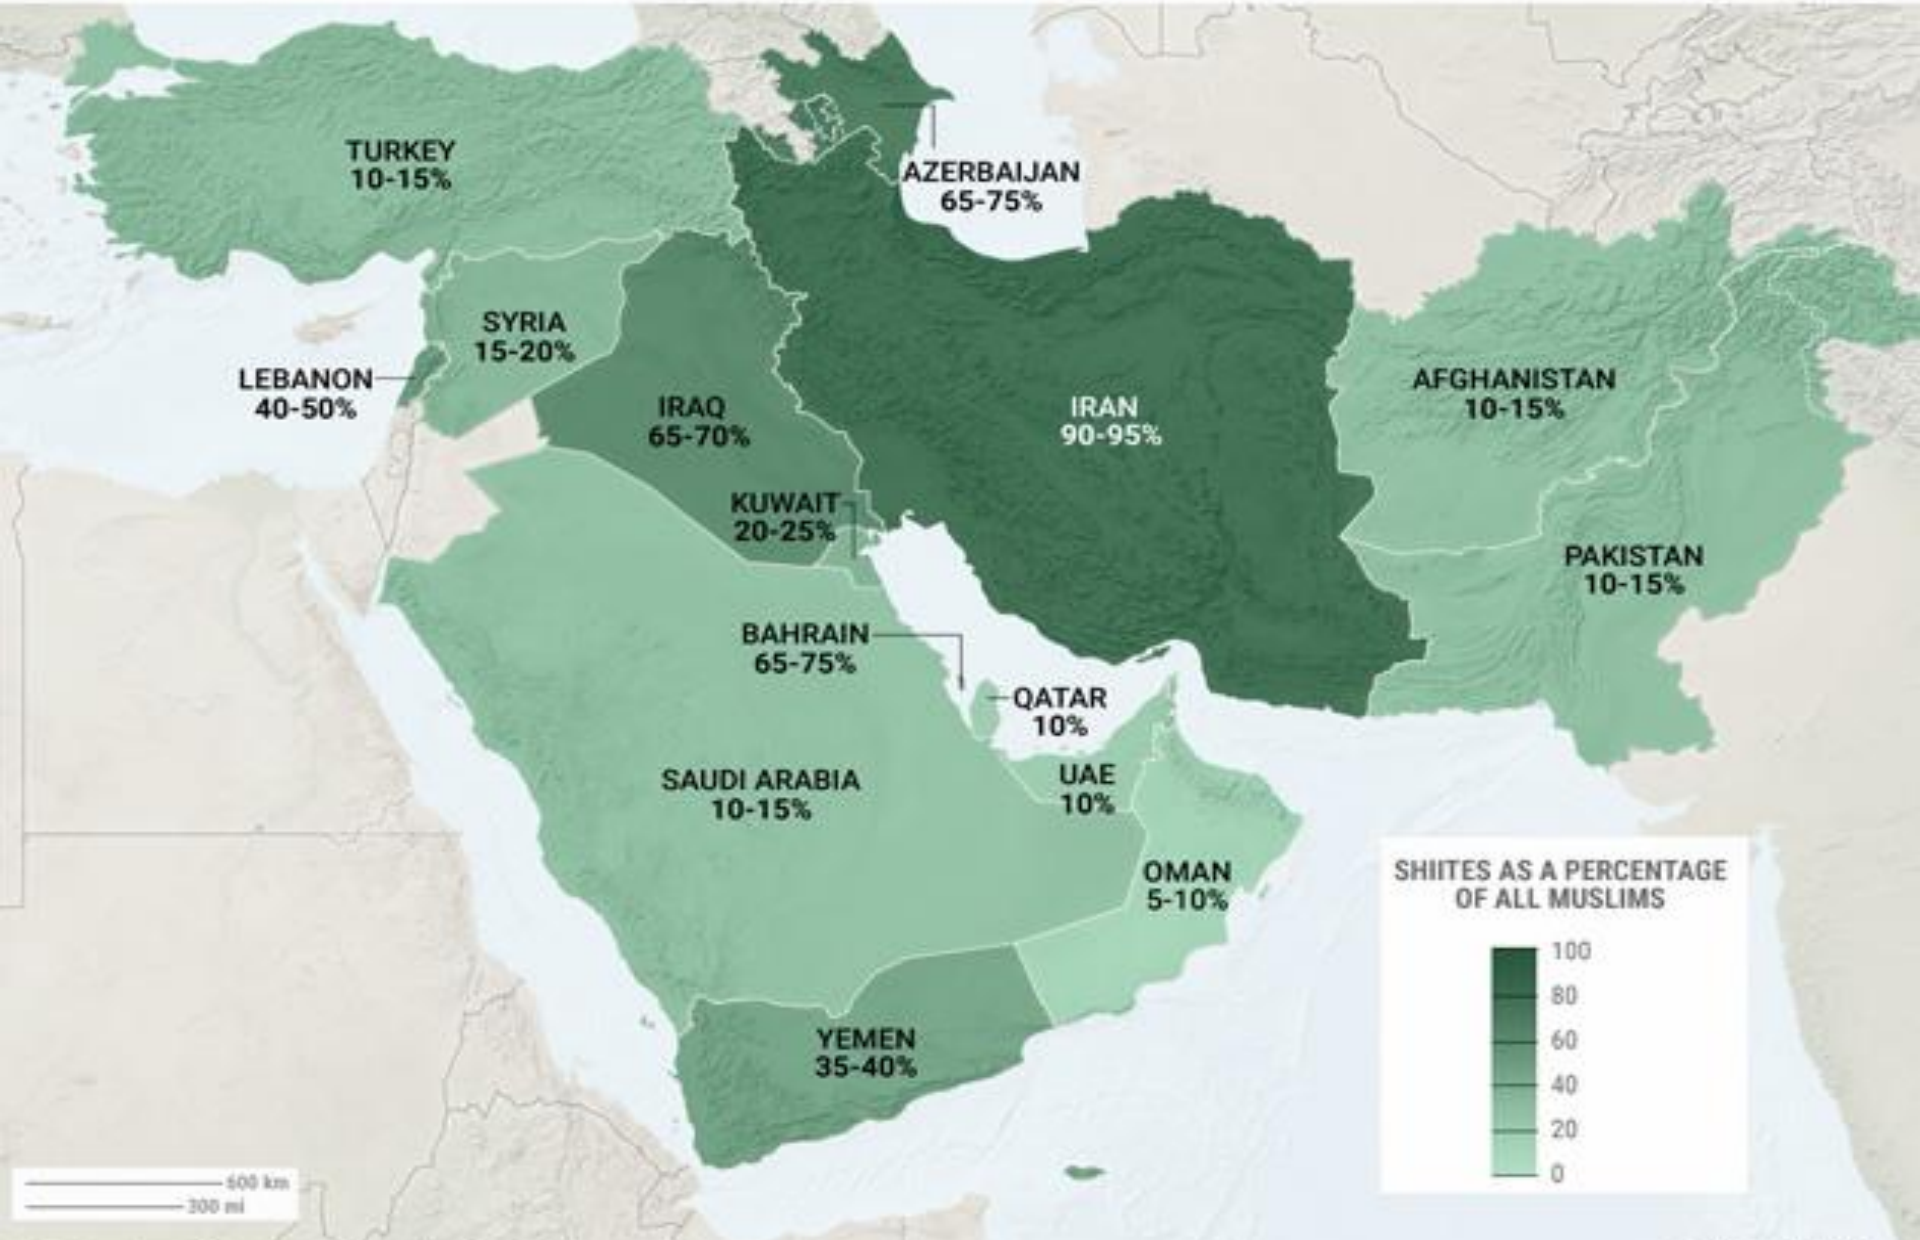 TURKEY
10-15%
AZERBAIJAN
65-75%
SYRIA
15-20%
LEBANON
40-50%
IRAQ
65-70%
IRAN
90-95%
AFGHANISTAN
10-15%
KUWAIT
20-25%
PAKISTAN
10-15%
BAHRAIN
65-75%
QATAR
10%
SAUDI ARABIA
10-15%
UAE
10%
OMAN
5-10%
YEMEN
35-40%
SHIITES AS A PERCENTAGE
OF ALL MUSLIMS
100
80
60
40
20
0
600 km
300 mi